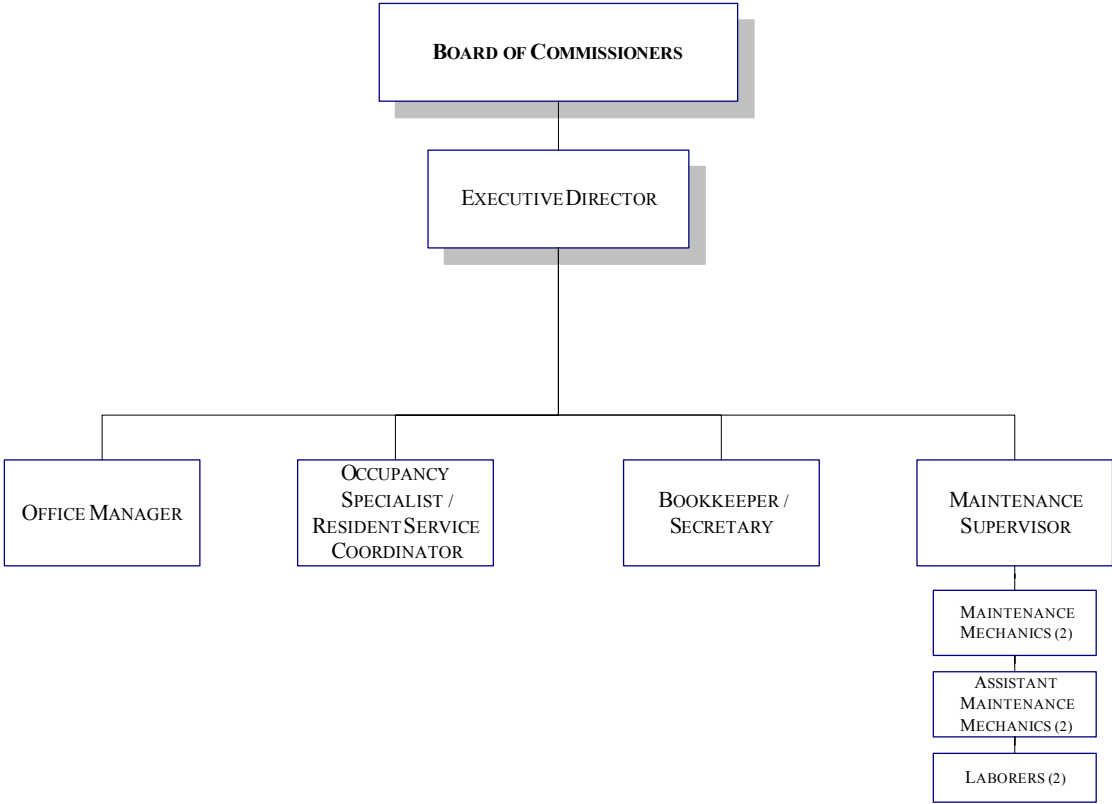 BOARD OF COMMISSIONERS
EXECUTIVE DIRECTOR
OFFICE MANAGER
OCCUPANCY
SPECIALIST /
RESIDENT SERVICE
COORDINATOR
BOOKKEEPER /
SECRETARY
MAINTENANCE
SUPERVISOR
MAINTENANCE
MECHANICS (2)
ASSISTANT
MAINTENANCE
MECHANICS (2)
LABORERS (2)